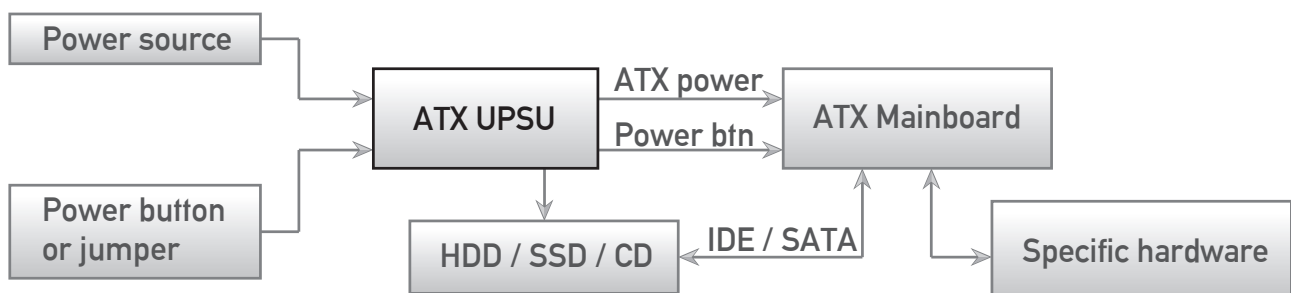 Power source
ATX UPSU
ATX power
Power btn
ATX Mainboard
Power button
or jumper
HDD / SSD / CD
IDE / SATA
Specific hardware